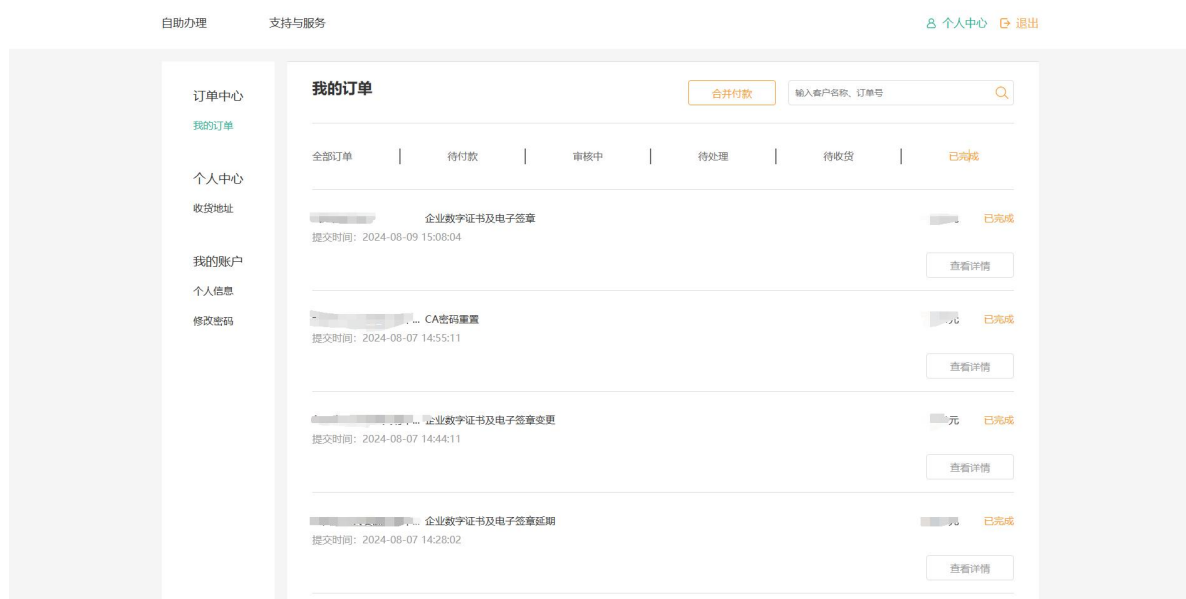 自助办理 支持与服务 个人中心 退出
订单中心
我的订单
个人中心
收货地址
我的账户
个人信息
修改密码
我的订单 合并付款 输入客户名称、订单号
全部订单 待付款 审核中 待处理 待收货 已完成
企业数字证书及电子签章 已完成
提交时间：2024-08-09 15:08:04
查看详情
... CA密码重置 元 已完成
提交时间：2024-08-07 14:55:11
查看详情
... 企业数字证书及电子签章变更 元 已完成
提交时间：2024-08-07 14:44:11
查看详情
... 企业数字证书及电子签章延期 元 已完成
提交时间：2024-08-07 14:28:02
查看详情